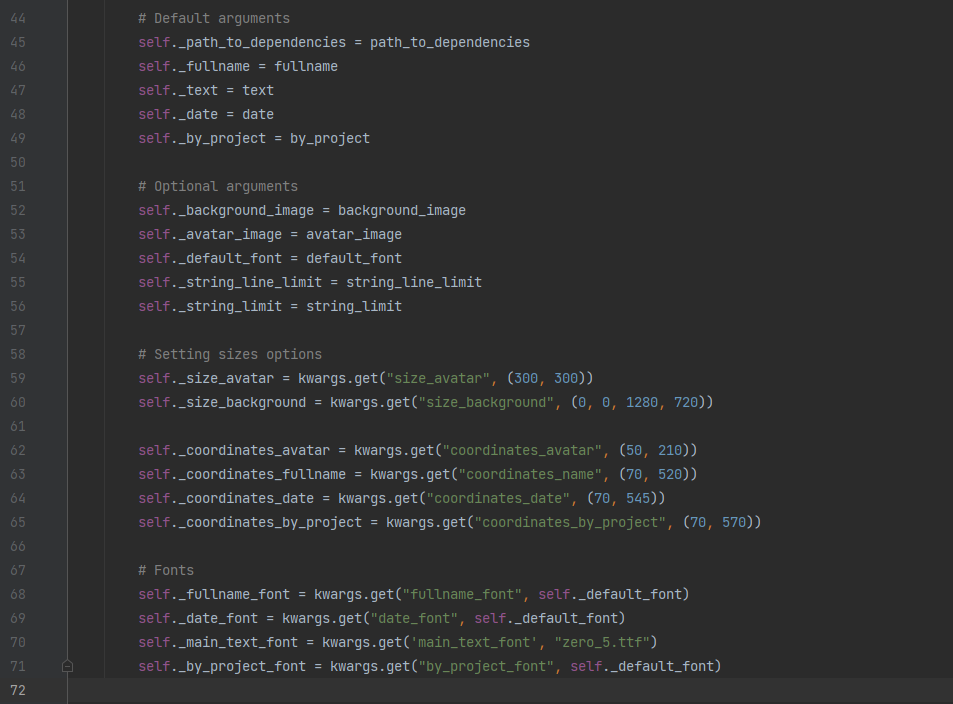 44 # Default arguments
45 self._path_to_dependencies = path_to_dependencies
46 self._fullname = fullname
47 self._text = text
48 self._date = date
49 self._by_project = by_project
50
51 # Optional arguments
52 self._background_image = background_image
53 self._avatar_image = avatar_image
54 self._default_font = default_font
55 self._string_line_limit = string_line_limit
56 self._string_limit = string_limit
57
58 # Setting sizes options
59 self._size_avatar = kwargs.get("size_avatar", (300, 300))
60 self._size_background = kwargs.get("size_background", (0, 0, 1280, 720))
61
62 self._coordinates_avatar = kwargs.get("coordinates_avatar", (50, 210))
63 self._coordinates_fullname = kwargs.get("coordinates_name", (70, 520))
64 self._coordinates_date = kwargs.get("coordinates_date", (70, 545))
65 self._coordinates_by_project = kwargs.get("coordinates_by_project", (70, 570))
66
67 # Fonts
68 self._fullname_font = kwargs.get("fullname_font", self._default_font)
69 self._date_font = kwargs.get("date_font", self._default_font)
70 self._main_text_font = kwargs.get('main_text_font', "zero_5.ttf")
71 self._by_project_font = kwargs.get("by_project_font", self._default_font)
72